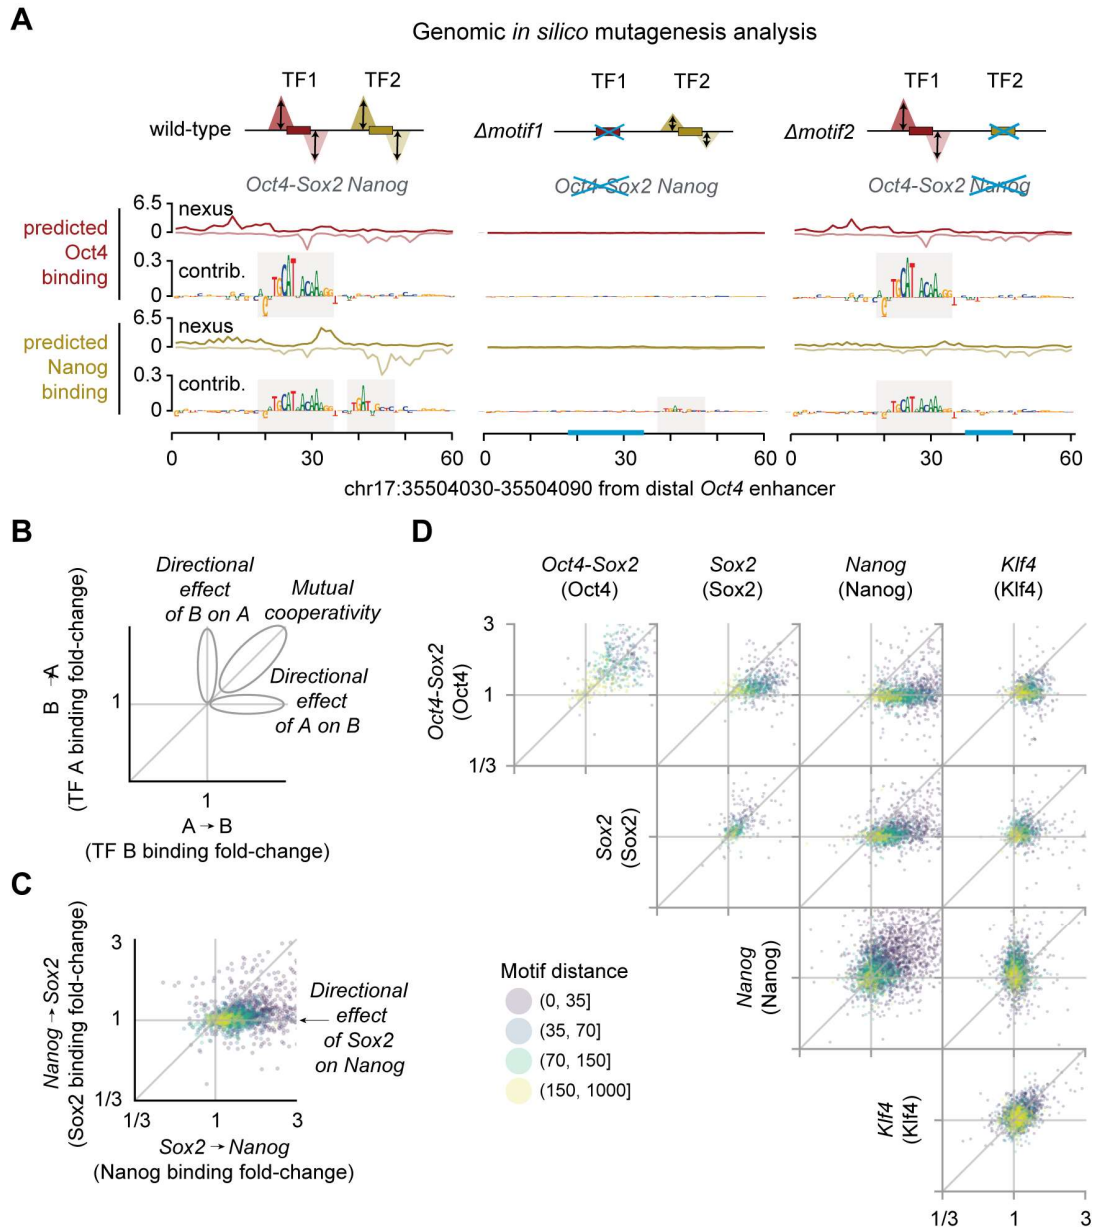 A
Genomic in silico mutagenesis analysis
TF1 TF2
wild-type
Oct4-Sox2 Nanog
TF1 TF2
Δmotif1
Oct4-Sox2 Nanog
TF1 TF2
Δmotif2
Oct4-Sox2 Nanog
predicted
Oct4
binding
6.5
0
nexus
0.3
0
contrib.
predicted
Nanog
binding
6.5
0
nexus
0.3
0
contrib.
0 30 60
0 30 60
0 30 60
chr17:35504030-35504090 from distal Oct4 enhancer
B
Directional
effect
of B on A
Mutual
cooperativity
Directional
effect
of A on B
B → A
(TF A binding fold-change)
1
1
A → B
(TF B binding fold-change)
C
Nanog → Sox2
(Sox2 binding fold-change)
3
1
1/3
1/3 1 3
Sox2 → Nanog
(Nanog binding fold-change)
Directional
effect
of Sox2
on Nanog
D
Oct4-Sox2
(Oct4)
Sox2
(Sox2)
Nanog
(Nanog)
Klf4
(Klf4)
Oct4-Sox2
(Oct4)
3
1
1/3
Sox2
(Sox2)
Nanog
(Nanog)
Klf4
(Klf4)
1/3 1 3
Motif distance
(0, 35]
(35, 70]
(70, 150]
(150, 1000]